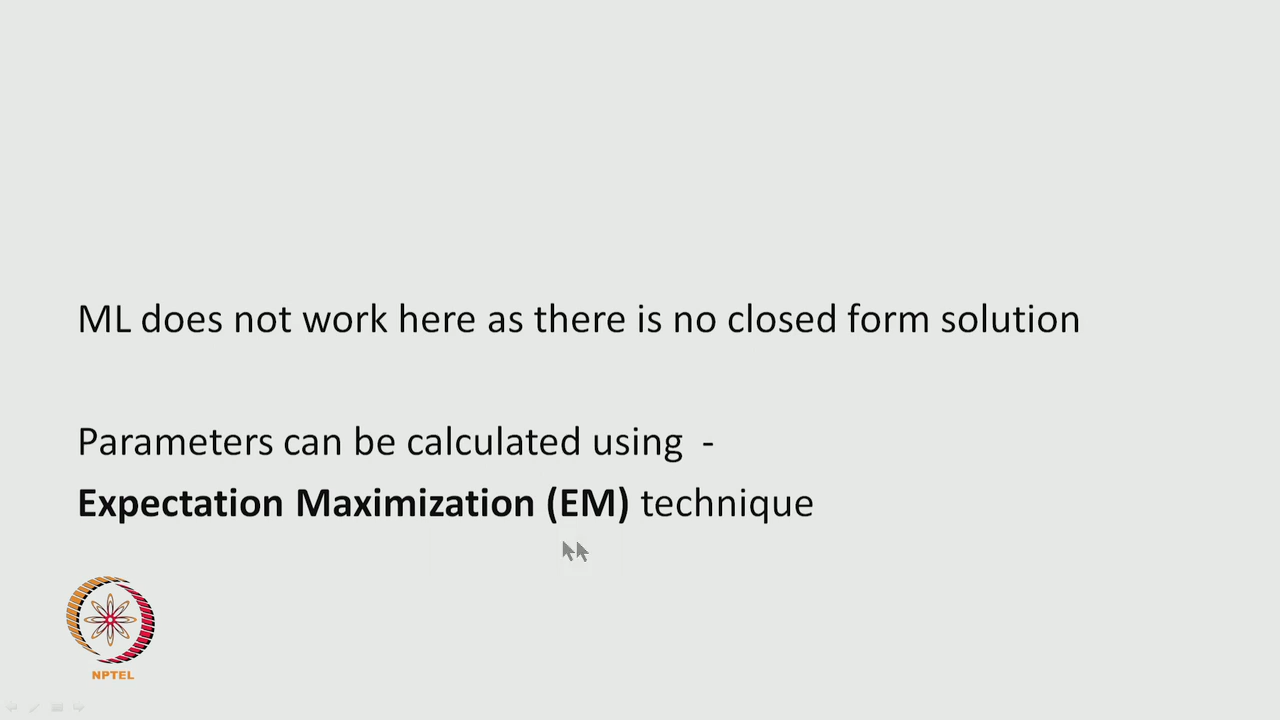 ML does not work here as there is no closed form solution
Parameters can be calculated using -
Expectation Maximization (EM) technique
NPTEL